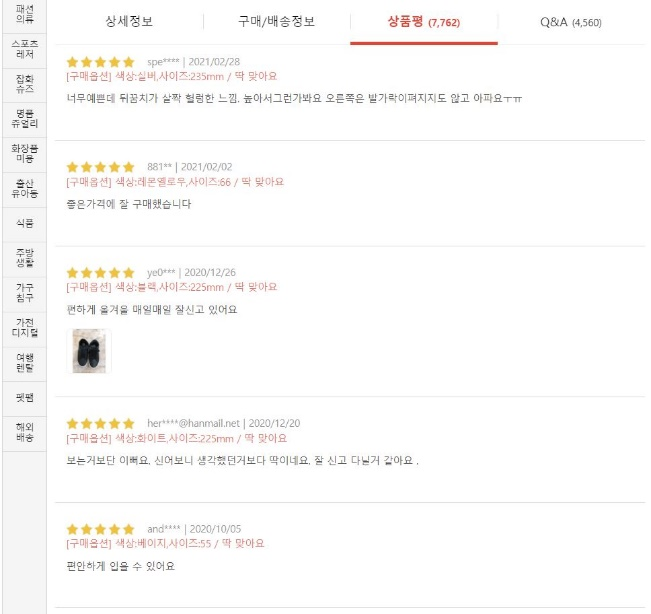 패션
의류
스포츠
레저
잡화
슈즈
명품
쥬얼리
화장품
미용
출산
유아동
식품
주방
생활
가구
침구
가전
디지털
여행
렌탈
펫팸
해외
배송
상세정보 구매/배송정보 상품평 (7,762) Q&A (4,560)
spe**** | 2021/02/28
[구매옵션] 색상:실버,사이즈:235mm / 딱 맞아요
너무예쁜데 뒤꿈치가 살짝 헐렁한 느낌, 높아서그런가봐요 오른쪽은 발가락이펴지지도 않고 아파요ㅜㅠ
881** | 2021/02/02
[구매옵션] 색상:레몬옐로우,사이즈:66 / 딱 맞아요
좋은가격에 잘 구매했습니다
ye0*** | 2020/12/26
[구매옵션] 색상:블랙,사이즈:225mm / 딱 맞아요
편하게 올겨울 매일매일 잘신고 있어요
her****@hanmail.net | 2020/12/20
[구매옵션] 색상:화이트,사이즈:225mm / 딱 맞아요
보는거보단 이뻐요, 신어보니 생각했던거보다 딱이네요, 잘 신고 다닐거 같아요 .
and**** | 2020/10/05
[구매옵션] 색상:베이지,사이즈:55 / 딱 맞아요
편안하게 입을 수 있어요